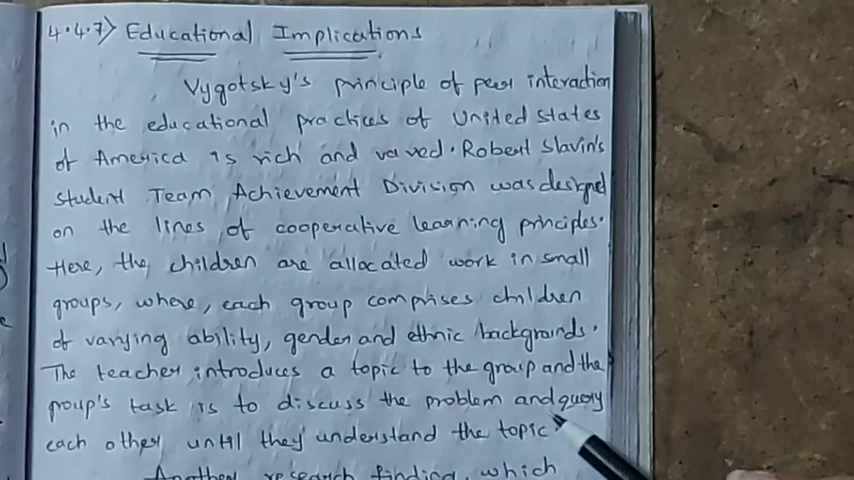 4.4.7) Educational Implications
Vygotsky's principle of peer interaction
in the educational practices of United States
of America is rich and varied. Robert Slavin's
Student Team Achievement Division was designed
on the lines of cooperative learning principles.
Here, the children are allocated work in small
groups, where, each group comprises children
of varying ability, gender and ethnic backgrounds.
The teacher introduces a topic to the group and the
group's task is to discuss the problem and query
each other until they understand the topic.
Another research finding, which